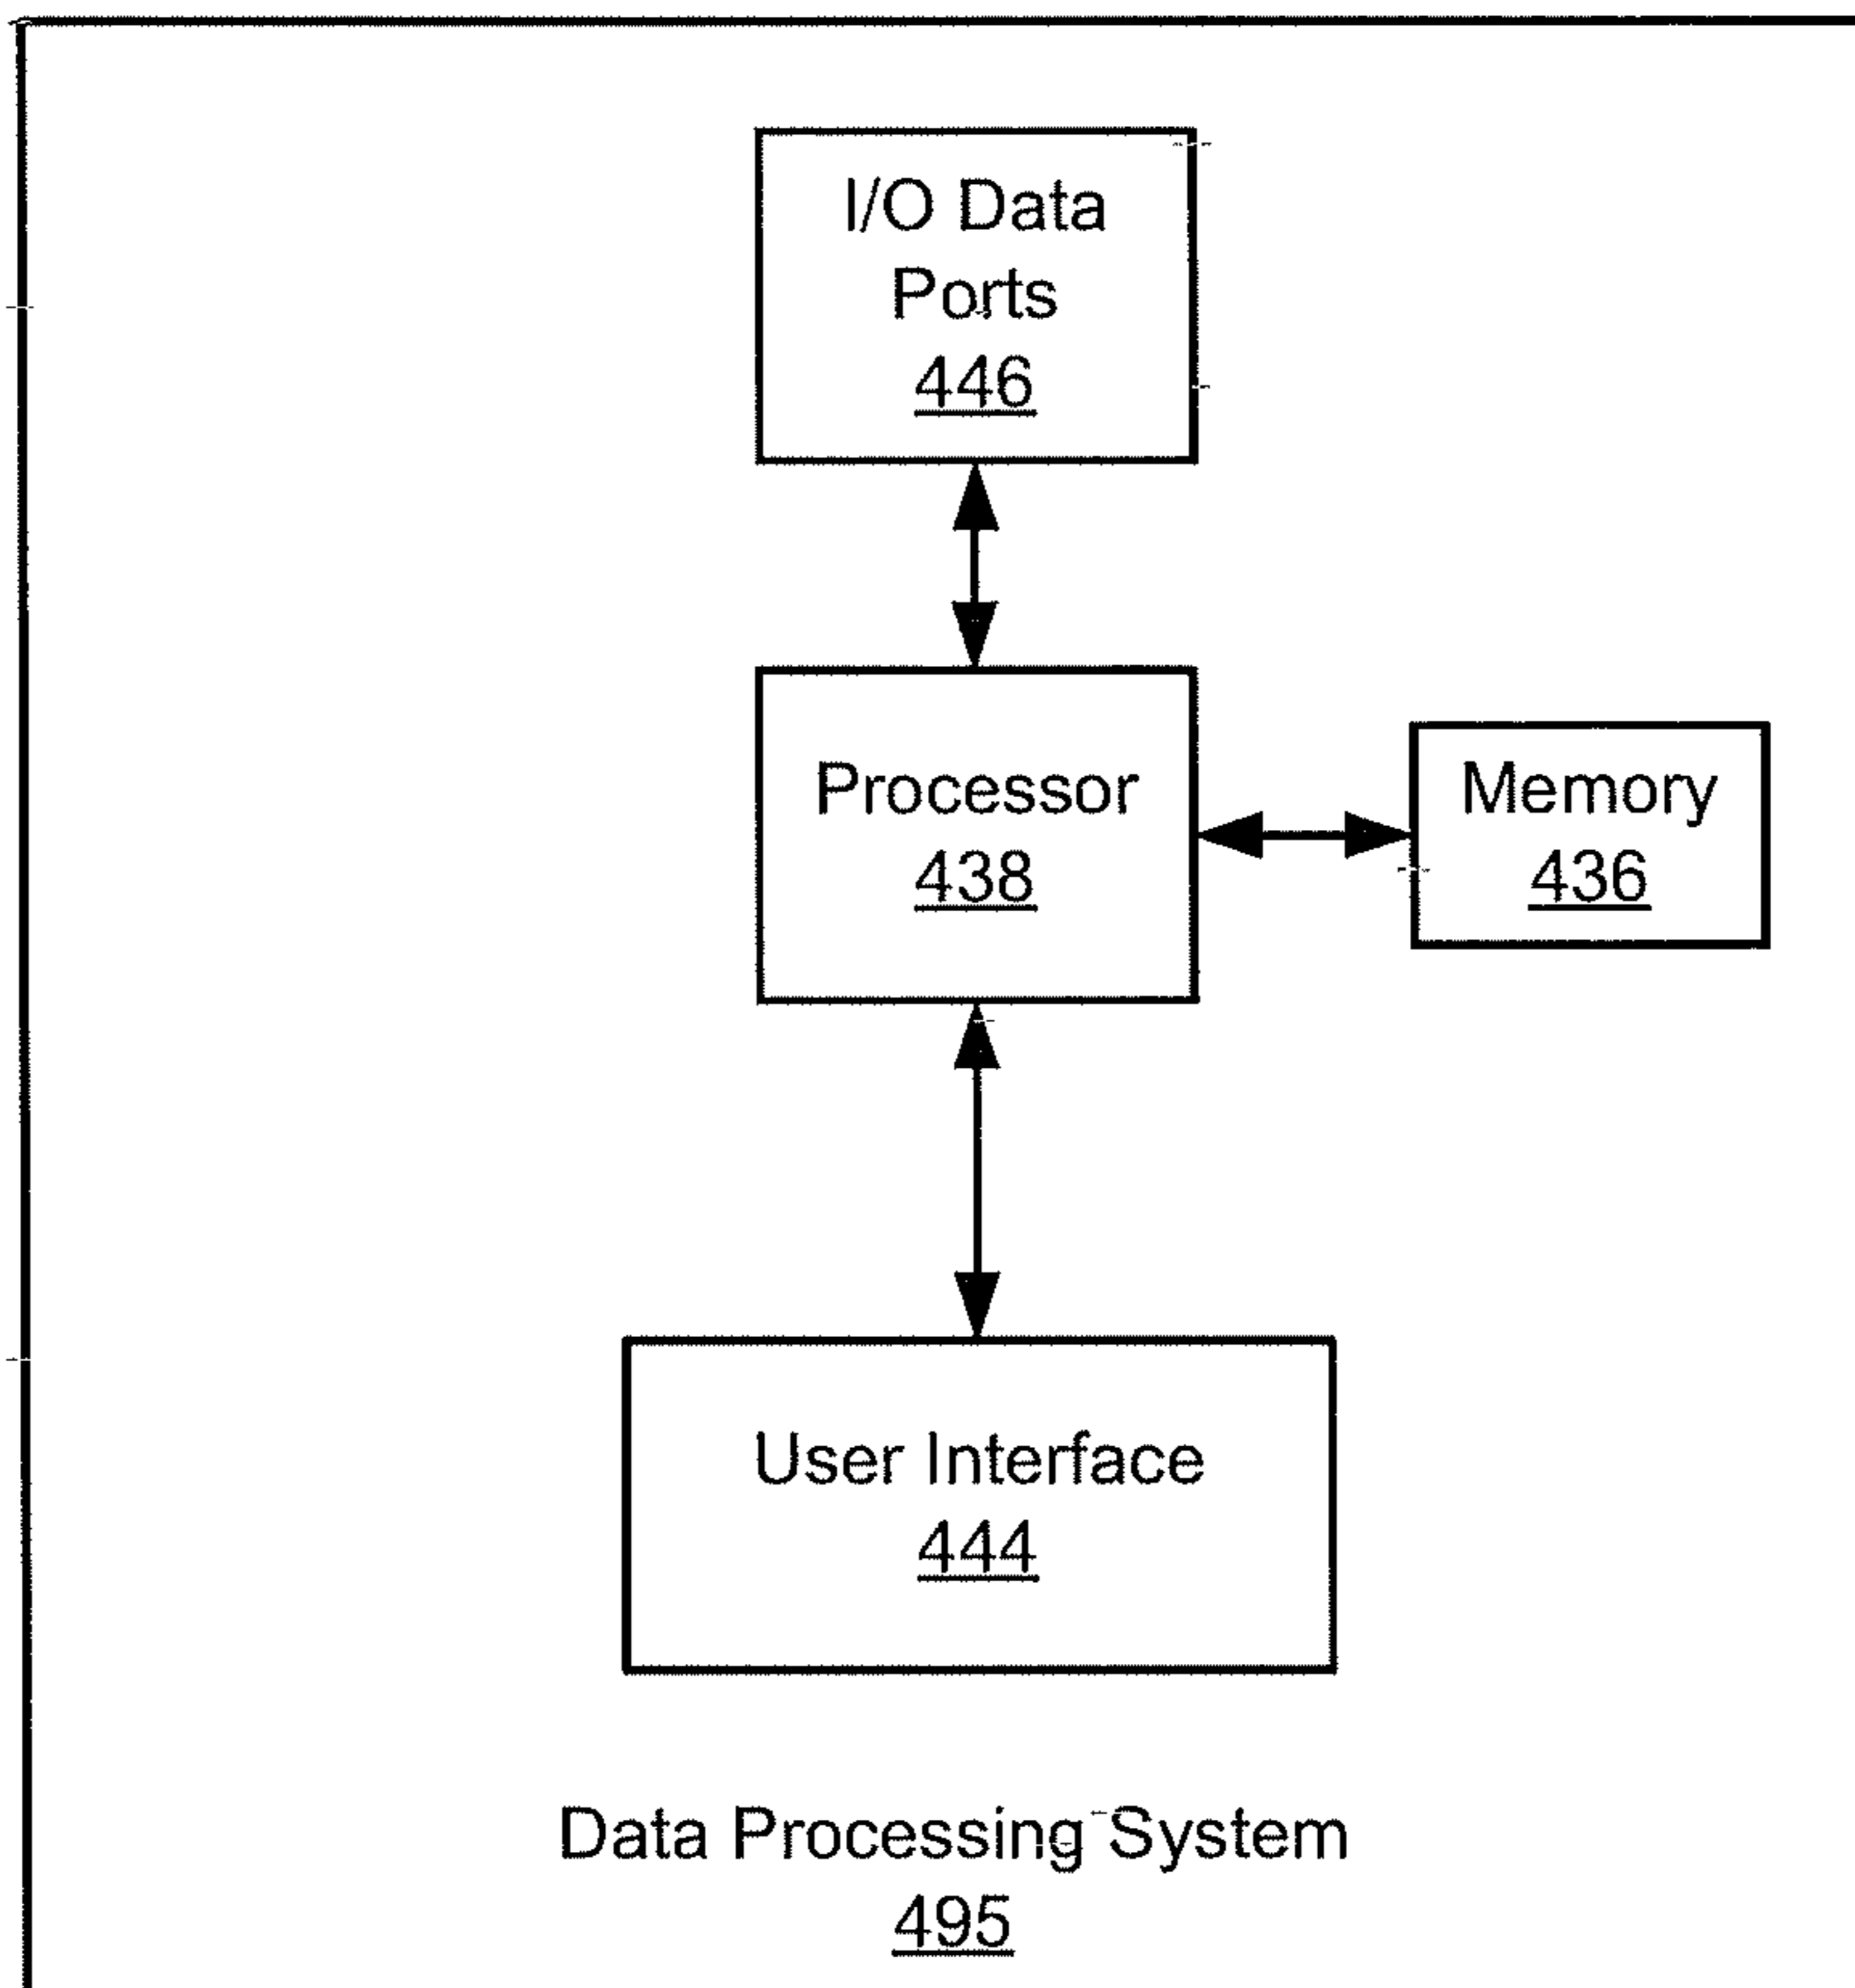 I/O Data
Ports
446
Processor
438
Memory
436
User Interface
444
Data Processing System
495